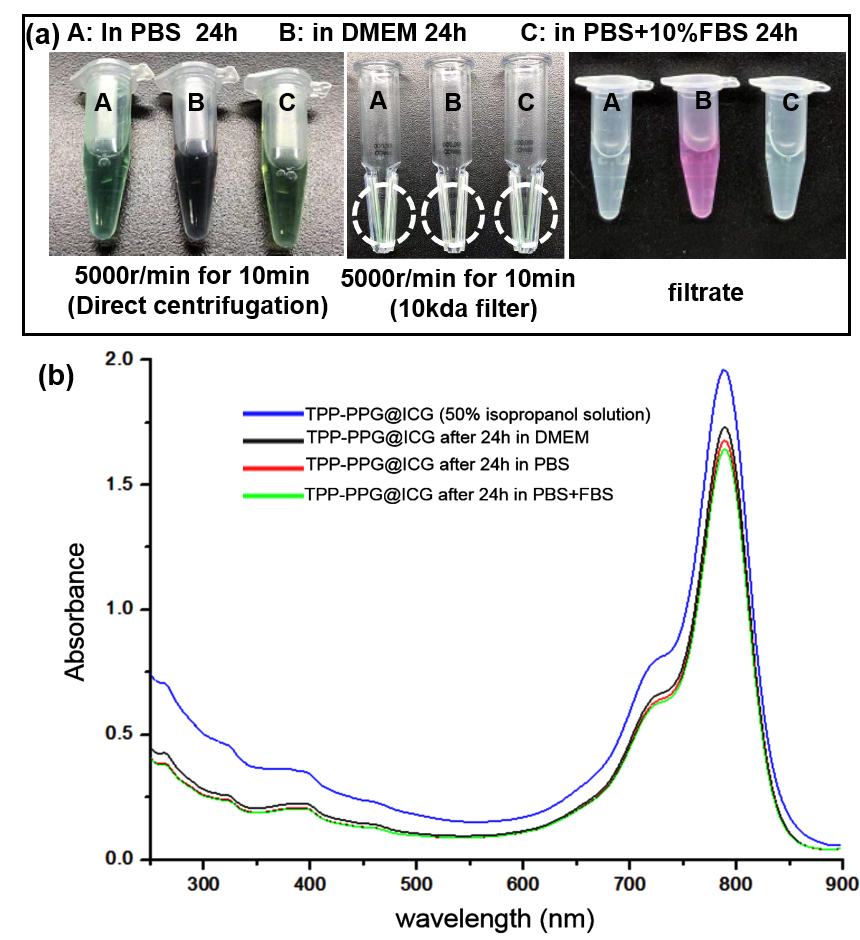 (a) A: In PBS 24h B: in DMEM 24h C: in PBS+10%FBS 24h
A B C
A B C
A B C
5000r/min for 10min
(Direct centrifugation)
5000r/min for 10min
(10kda filter)
filtrate
(b)
2.0
1.5
1.0
0.5
0.0
Absorbance
TPP-PPG@ICG (50% isopropanol solution)
TPP-PPG@ICG after 24h in DMEM
TPP-PPG@ICG after 24h in PBS
TPP-PPG@ICG after 24h in PBS+FBS
300 400 500 600 700 800 900
wavelength (nm)